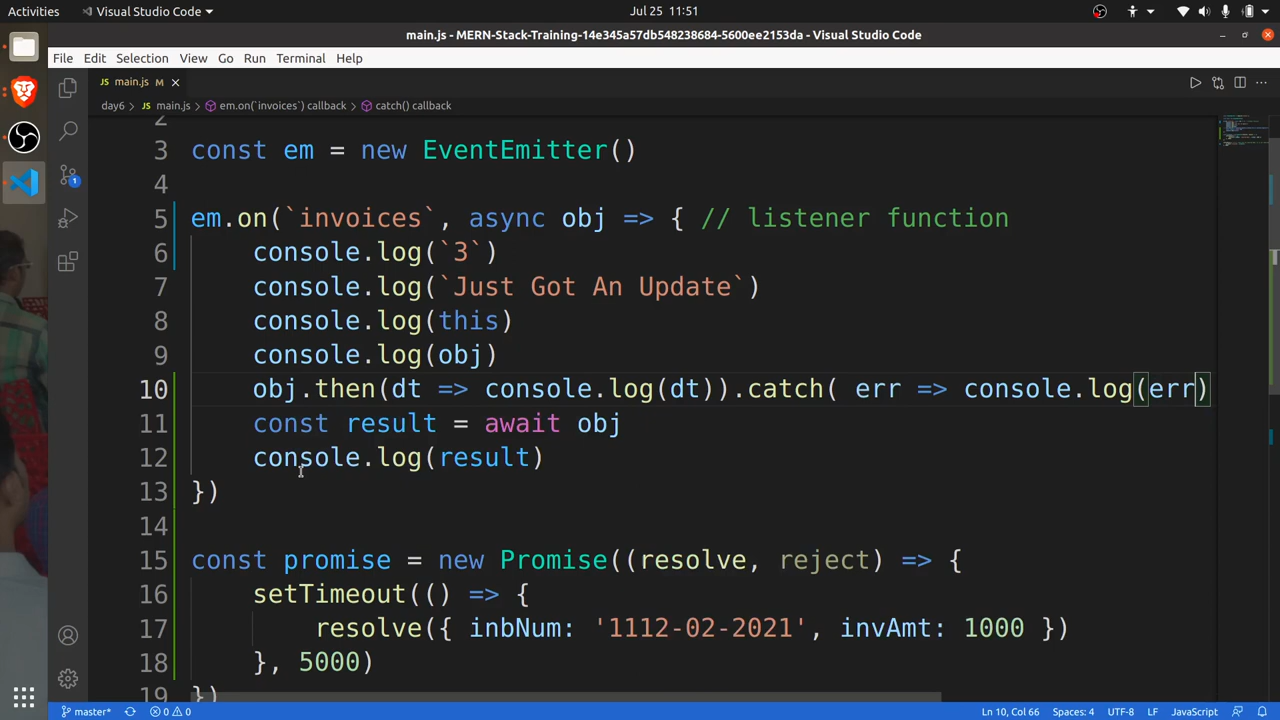 Activities
Visual Studio Code
Jul 25 11:51
main.js - MERN-Stack-Training-14e345a57db548238684-5600ee2153da - Visual Studio Code
File Edit Selection View Go Run Terminal Help
main.js M
day6 > main.js > em.on(`invoices`) callback > catch() callback
2
3 const em = new EventEmitter()
4
5 em.on(`invoices`, async obj => { // listener function
6 console.log(`3`)
7 console.log(`Just Got An Update`)
8 console.log(this)
9 console.log(obj)
10 obj.then(dt => console.log(dt)).catch( err => console.log(err)
11 const result = await obj
12 console.log(result)
13 })
14
15 const promise = new Promise((resolve, reject) => {
16 setTimeout(() => {
17 resolve({ inbNum: '1112-02-2021', invAmt: 1000 })
18 }, 5000)
19 })
1
master* 0 0 Ln 10, Col 66 Spaces: 4 UTF-8 LF JavaScript